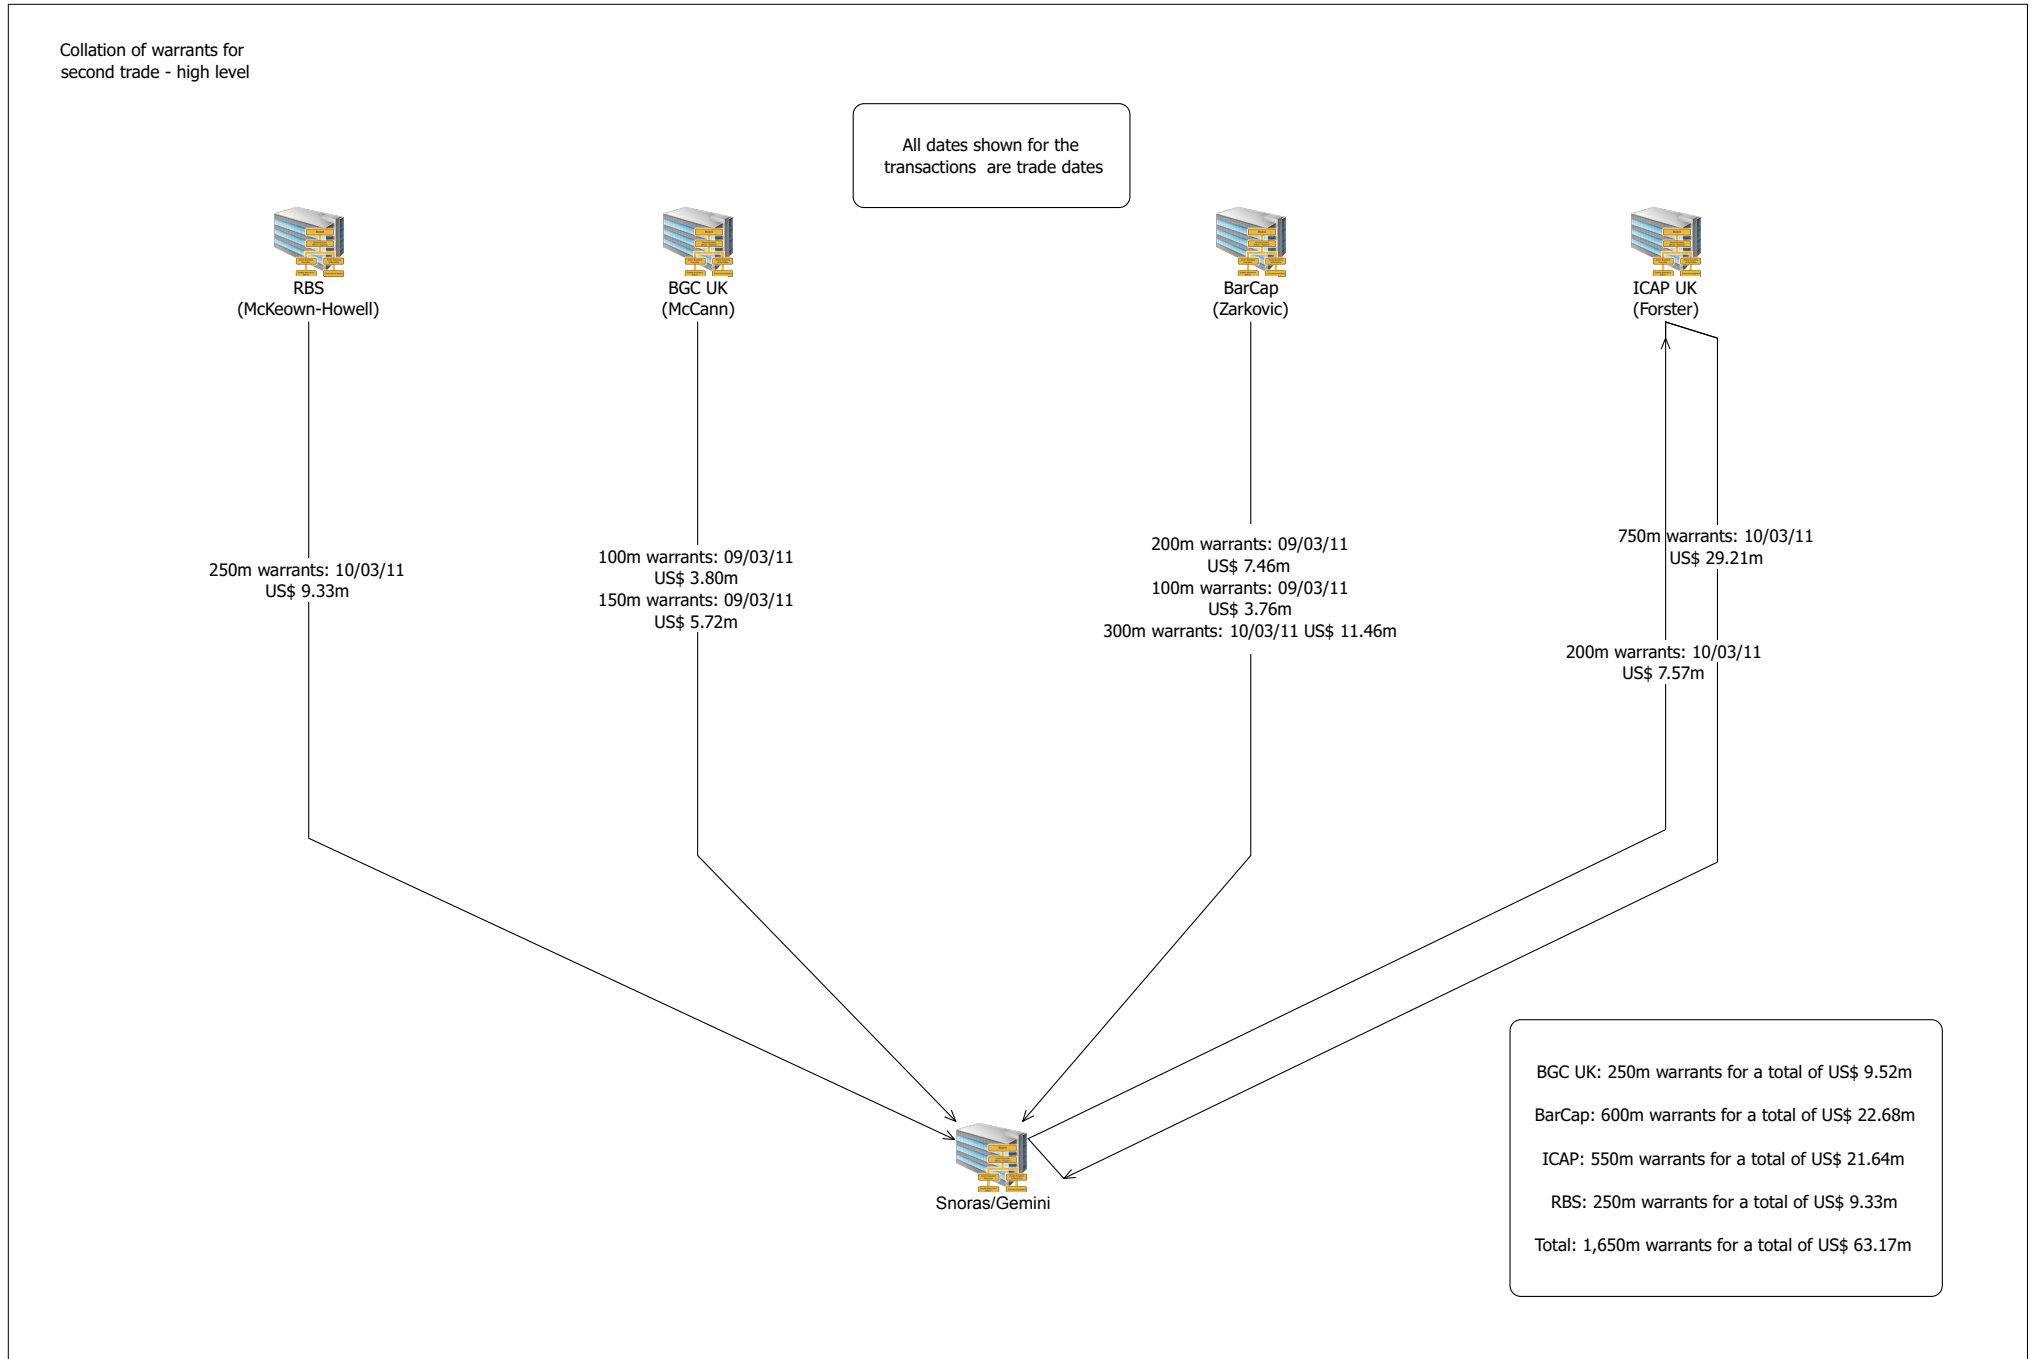 Collation of warrants for
second trade - high level
All dates shown for the
transactions are trade dates
RBS
(McKeown-Howell)
BGC UK
(McCann)
BarCap
(Zarkovic)
ICAP UK
(Forster)
250m warrants: 10/03/11
US$ 9.33m
100m warrants: 09/03/11
US$ 3.80m
150m warrants: 09/03/11
US$ 5.72m
200m warrants: 09/03/11
US$ 7.46m
100m warrants: 09/03/11
US$ 3.76m
300m warrants: 10/03/11 US$ 11.46m
750m warrants: 10/03/11
US$ 29.21m
200m warrants: 10/03/11
US$ 7.57m
Snoras/Gemini
BGC UK: 250m warrants for a total of US$ 9.52m
BarCap: 600m warrants for a total of US$ 22.68m
ICAP: 550m warrants for a total of US$ 21.64m
RBS: 250m warrants for a total of US$ 9.33m
Total: 1,650m warrants for a total of US$ 63.17m